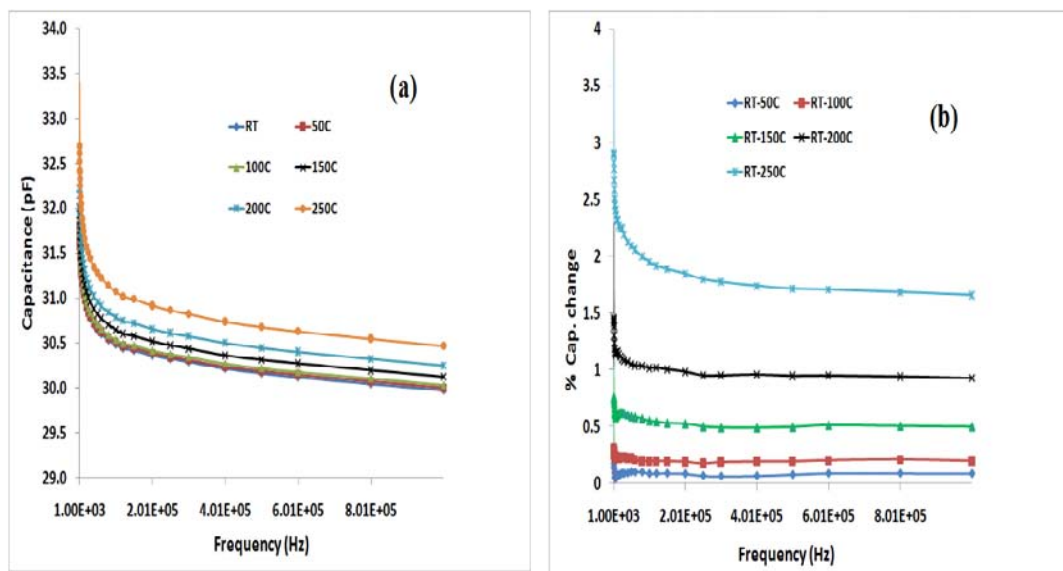 34.0
33.5
33.0
32.5
32.0
31.5
31.0
30.5
30.0
29.5
29.0
Capacitance (pF)
(a)
RT 50C
100C 150C
200C 250C
1.00E+03 2.01E+05 4.01E+05 6.01E+05 8.01E+05
Frequency (Hz)
4
3.5
3
2.5
2
1.5
1
0.5
0
% Cap. change
(b)
RT-50C RT-100C
RT-150C RT-200C
RT-250C
1.00E+03 2.01E+05 4.01E+05 6.01E+05 8.01E+05
Frequency (Hz)